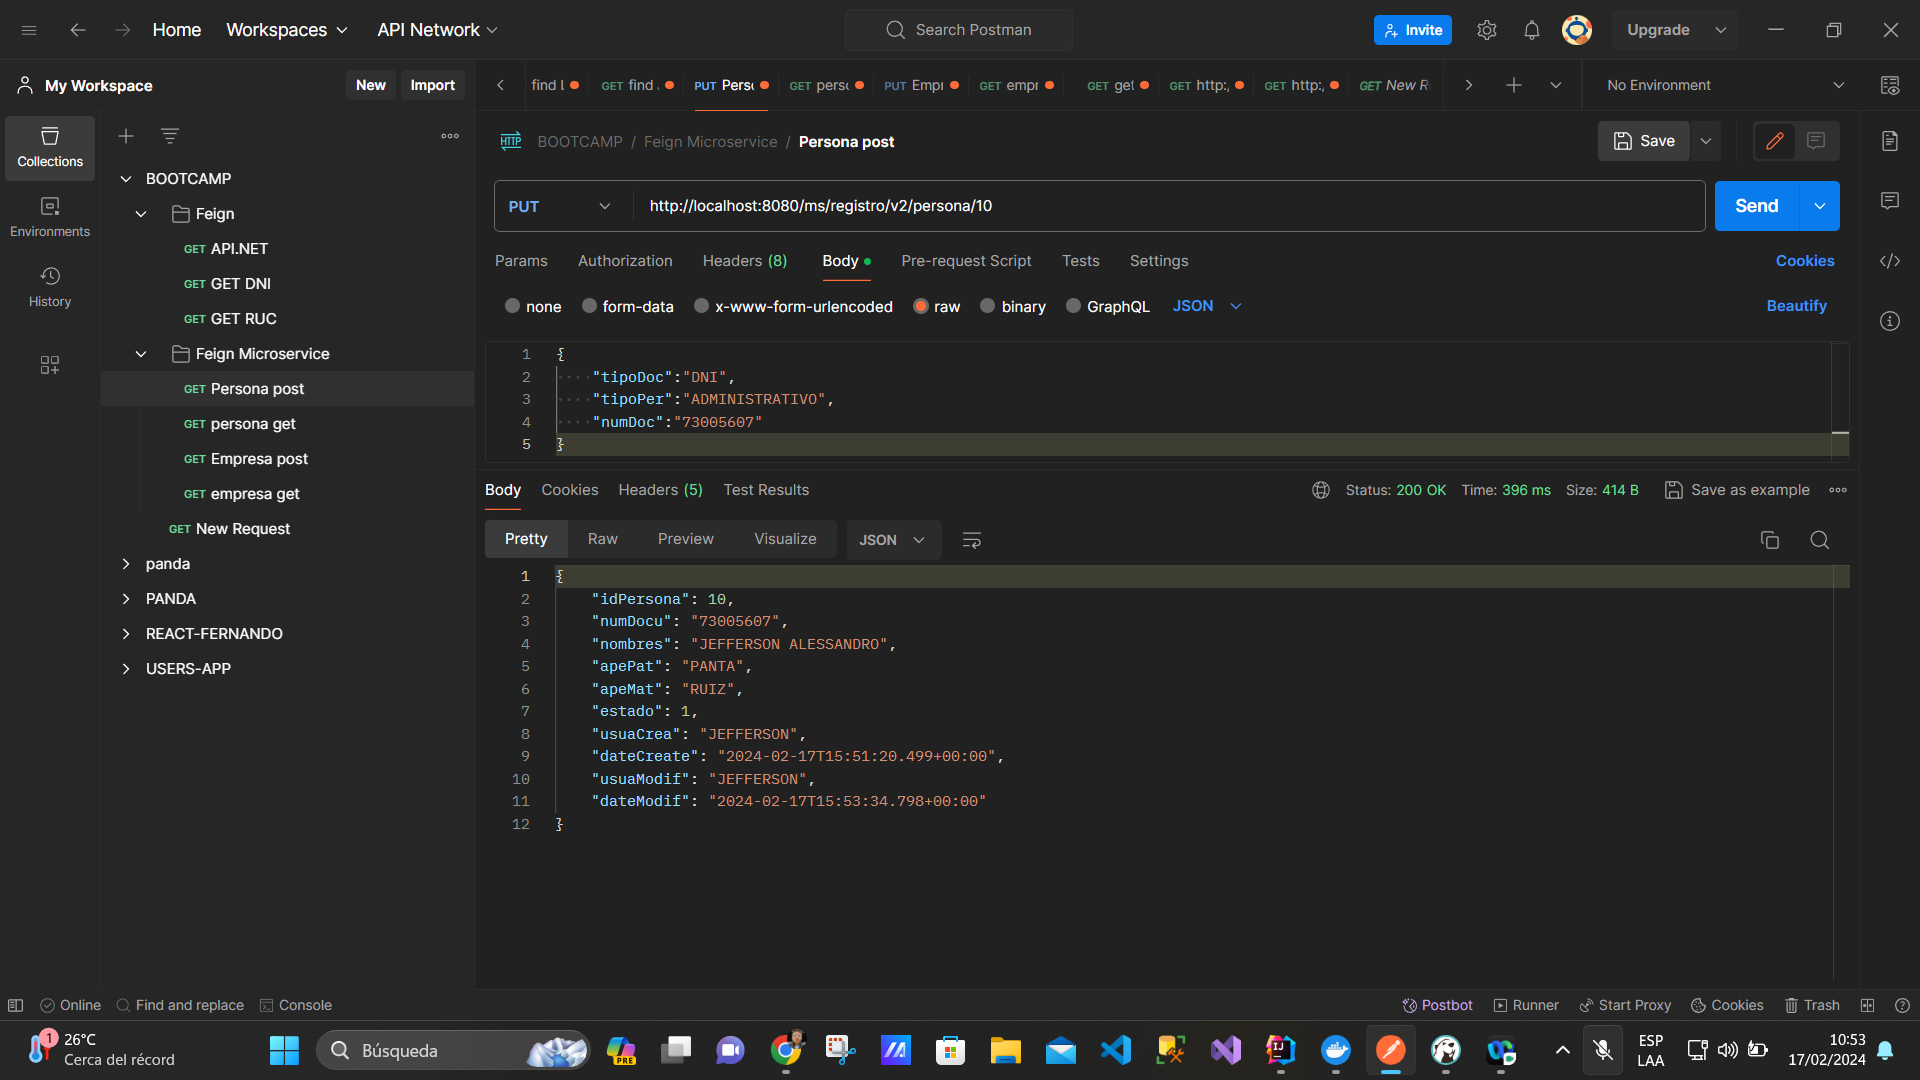 Home Workspaces API Network Search Postman Invite Upgrade
My Workspace New Import find GET find PUT Perso GET perso PUT Empr GET empr GET get GET http:/ GET http:/ GET New R No Environment
BOOTCAMP / Feign Microservice / Persona post Save
Collections
Environments
History
BOOTCAMP
Feign
GET API.NET
GET GET DNI
GET GET RUC
Feign Microservice
GET Persona post
GET persona get
GET Empresa post
GET empresa get
GET New Request
panda
PANDA
REACT-FERNANDO
USERS-APP
PUT http://localhost:8080/ms/registro/v2/persona/10 Send
Params Authorization Headers (8) Body Pre-request Script Tests Settings Cookies
none form-data x-www-form-urlencoded raw binary GraphQL JSON Beautify
1 {
2 "tipoDoc":"DNI",
3 "tipoPer":"ADMINISTRATIVO",
4 "numDoc":"73005607"
5 }
Body Cookies Headers (5) Test Results Status: 200 OK Time: 396 ms Size: 414 B Save as example
Pretty Raw Preview Visualize JSON
1 {
2 "idPersona": 10,
3 "numDocu": "73005607",
4 "nombres": "JEFFERSON ALESSANDRO",
5 "apePat": "PANTA",
6 "apeMat": "RUIZ",
7 "estado": 1,
8 "usuaCrea": "JEFFERSON",
9 "dateCreate": "2024-02-17T15:51:20.499+00:00",
10 "usuaModif": "JEFFERSON",
11 "dateModif": "2024-02-17T15:53:34.798+00:00"
12 }
Online Find and replace Console Postbot Runner Start Proxy Cookies Trash
1 26°C
Cerca del récord
Búsqueda
PRE
ESP
LAA
10:53
17/02/2024